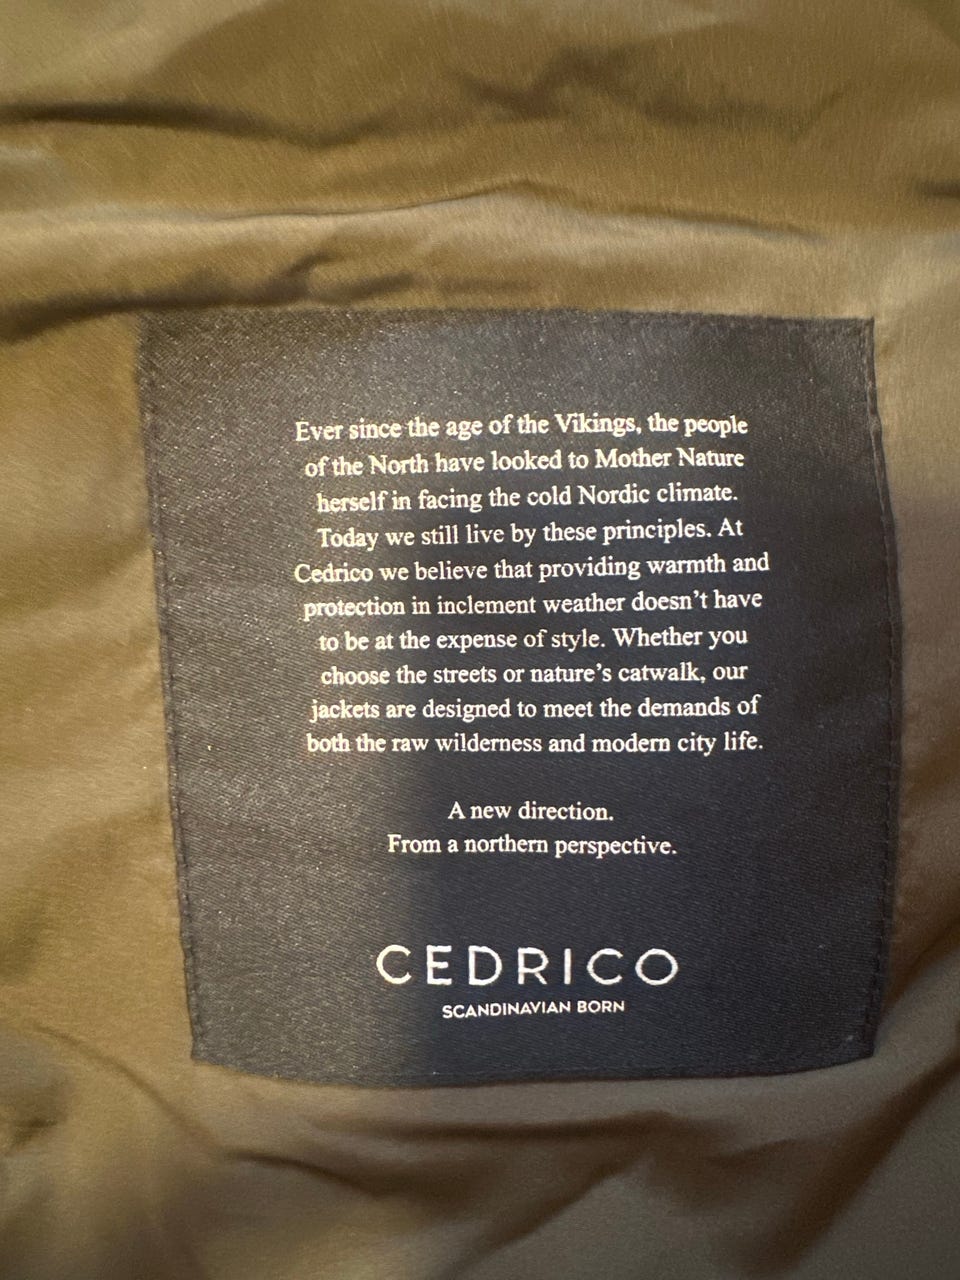 Ever since the age of the Vikings, the people
of the North have looked to Mother Nature
herself in facing the cold Nordic climate.
Today we still live by these principles. At
Cedrico we believe that providing warmth and
protection in inclement weather doesn’t have
to be at the expense of style. Whether you
choose the streets or nature’s catwalk, our
jackets are designed to meet the demands of
both the raw wilderness and modern city life.
A new direction.
From a northern perspective.
CEDRICO
SCANDINAVIAN BORN